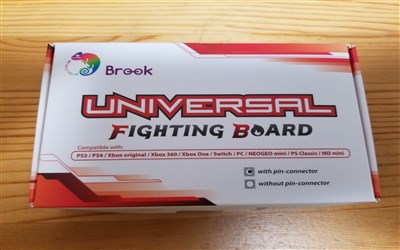 Brook
UNIVERSAL
FIGHTING BOARD
Compatible with:
PS3 / PS4 / Xbox original / Xbox 360 / Xbox One / Switch / PC / NEOGEO mini / PS Classic / MD mini
with pin-connector
without pin-connector